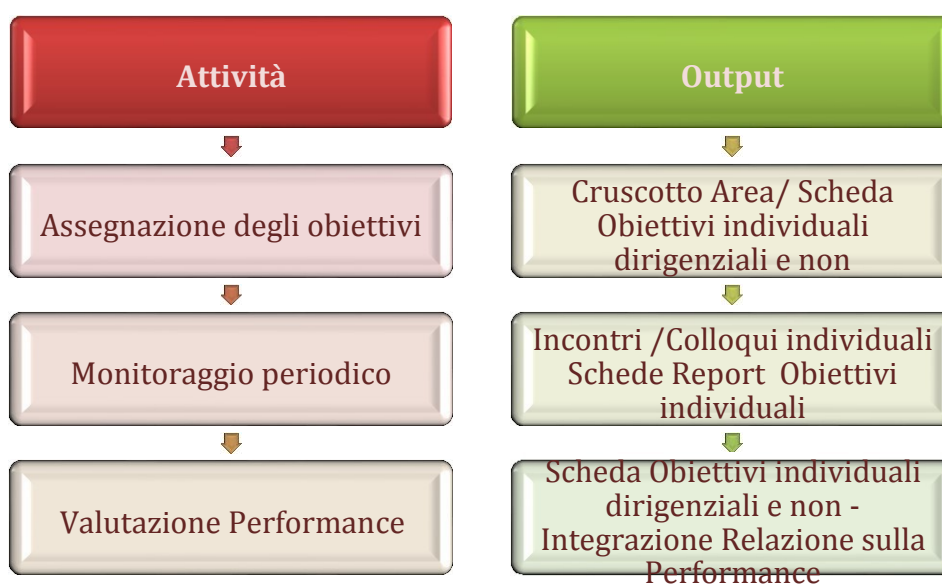 Attività
Assegnazione degli obiettivi
Monitoraggio periodico
Valutazione Performance
Output
Cruscotto Area/ Scheda
Obiettivi individuali
dirigenziali e non
Incontri /Colloqui individuali
Schede Report  Obiettivi
individuali
Scheda Obiettivi individuali
dirigenziali e non -
Integrazione Relazione sulla
Performance